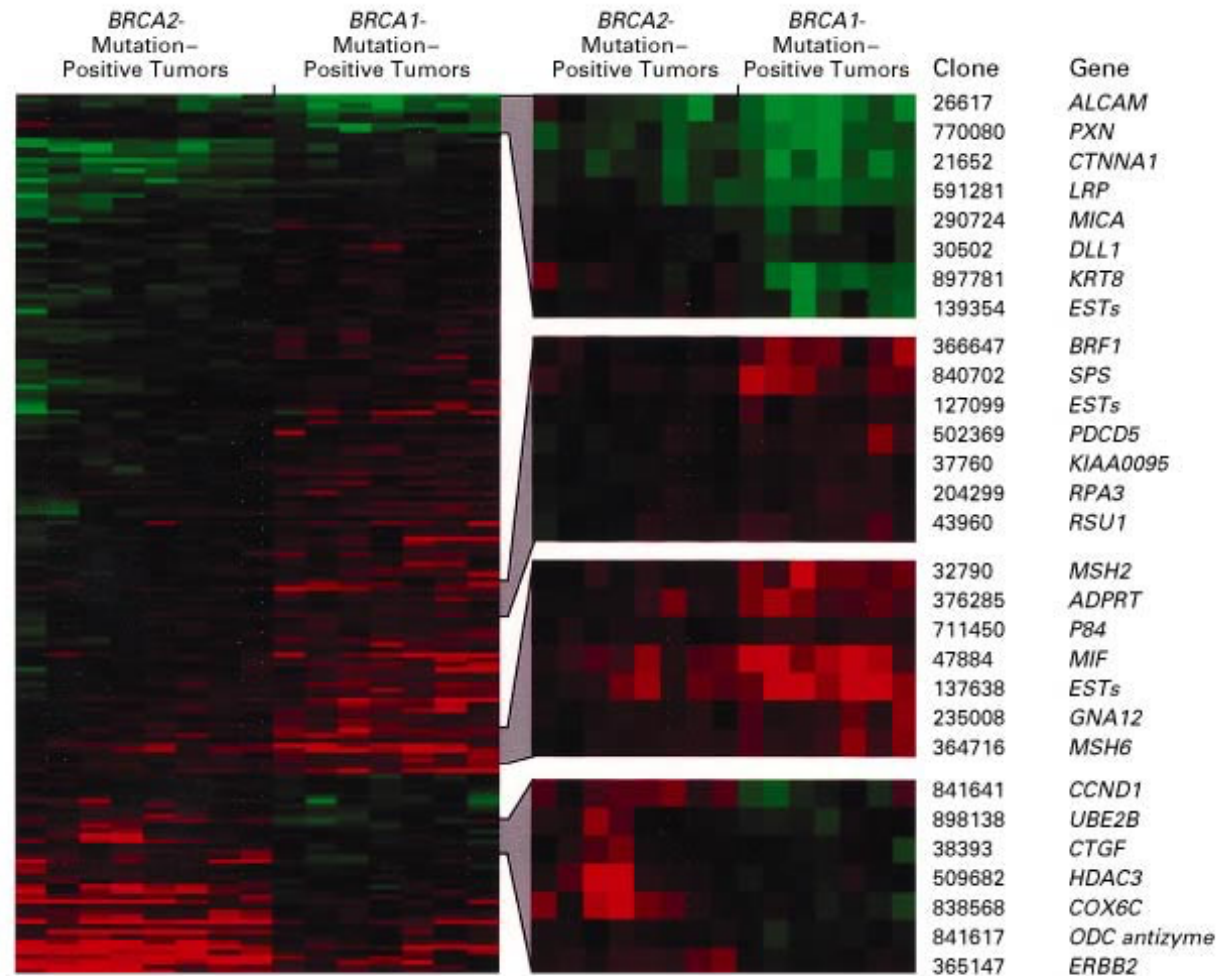 BRCA2-
Mutation–
Positive Tumors
BRCA1-
Mutation–
Positive Tumors
BRCA2-
Mutation–
Positive Tumors
BRCA1-
Mutation–
Positive Tumors
Clone Gene
26617 ALCAM
770080 PXN
21652 CTNNA1
591281 LRP
290724 MICA
30502 DLL1
897781 KRT8
139354 ESTs
366647 BRF1
840702 SPS
127099 ESTs
502369 PDCD5
37760 KIAA0095
204299 RPA3
43960 RSU1
32790 MSH2
376285 ADPRT
711450 P84
47884 MIF
137638 ESTs
235008 GNA12
364716 MSH6
841641 CCND1
898138 UBE2B
38393 CTGF
509682 HDAC3
838568 COX6C
841617 ODC antizyme
365147 ERBB2